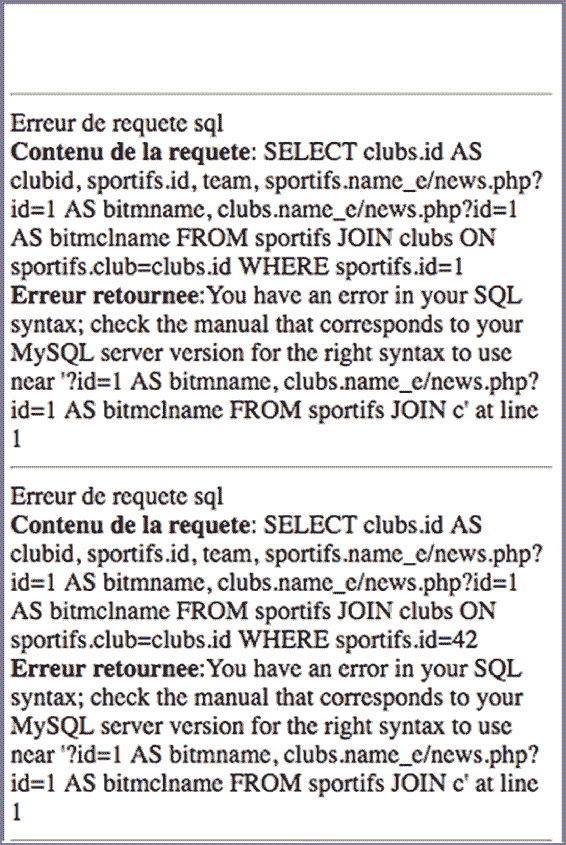 Erreur de requete sql
Contenu de la requete: SELECT clubs.id AS
clubid, sportifs.id, team, sportifs.name_e/news.php?
id=1 AS bitmname, clubs.name_e/news.php?id=1
AS bitmclname FROM sportifs JOIN clubs ON
sportifs.club=clubs.id WHERE sportifs.id=1
Erreur retournee:You have an error in your SQL
syntax; check the manual that corresponds to your
MySQL server version for the right syntax to use
near '?id=1 AS bitmname, clubs.name_e/news.php?
id=1 AS bitmclname FROM sportifs JOIN c' at line
1
Erreur de requete sql
Contenu de la requete: SELECT clubs.id AS
clubid, sportifs.id, team, sportifs.name_e/news.php?
id=1 AS bitmname, clubs.name_e/news.php?id=1
AS bitmclname FROM sportifs JOIN clubs ON
sportifs.club=clubs.id WHERE sportifs.id=42
Erreur retournee:You have an error in your SQL
syntax; check the manual that corresponds to your
MySQL server version for the right syntax to use
near '?id=1 AS bitmname, clubs.name_e/news.php?
id=1 AS bitmclname FROM sportifs JOIN c' at line
1